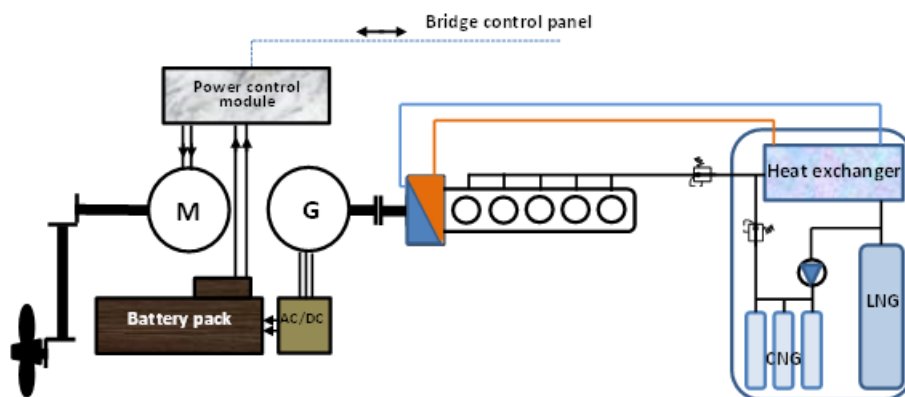 Bridge control panel
Power control
module
Heat exchanger
M
G
LNG
Battery pack
AC/DC
CNG